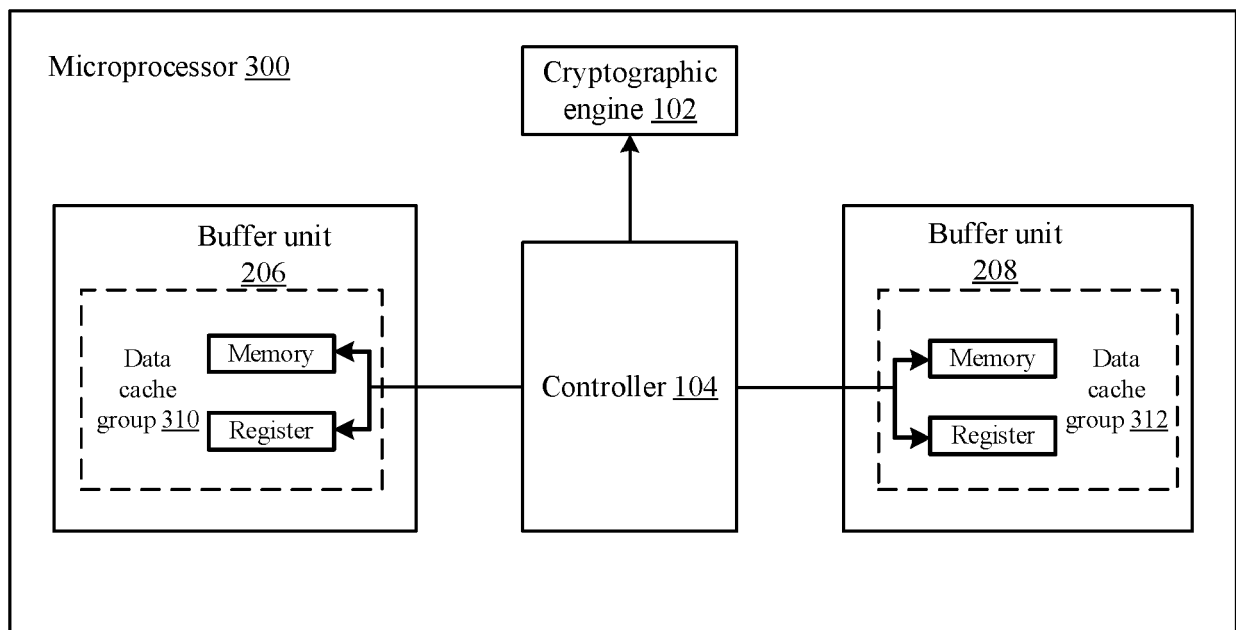 Microprocessor 300
Cryptographic
engine 102
Buffer unit
206
Data
cache
group 310
Memory
Register
Controller 104
Buffer unit
208
Memory
Register
Data
cache
group 312